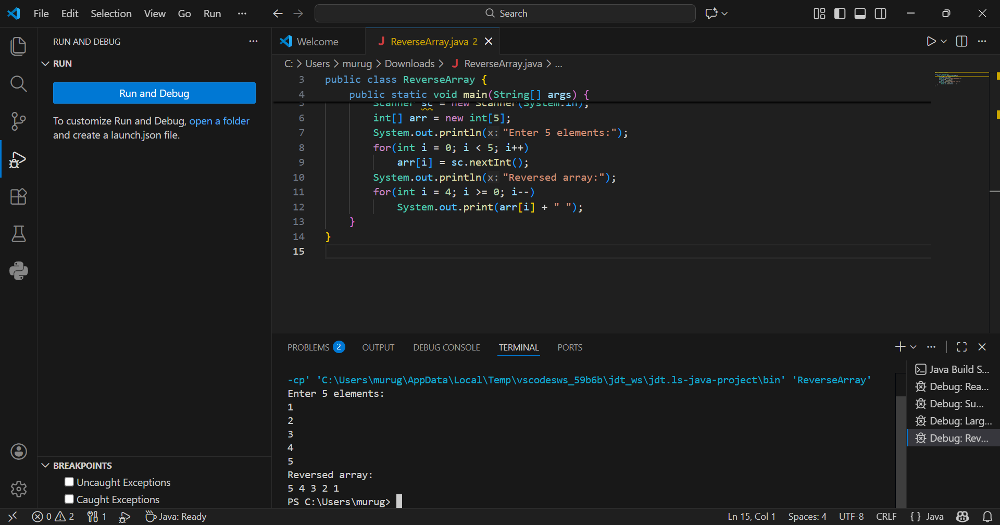 File Edit Selection View Go Run ··· Search
RUN AND DEBUG
RUN
Run and Debug
To customize Run and Debug, open a folder
and create a launch.json file.
BREAKPOINTS
Uncaught Exceptions
Caught Exceptions
Welcome
ReverseArray.java 2
C: > Users > murug > Downloads > J ReverseArray.java > ...
3 public class ReverseArray {
4     public static void main(String[] args) {
5         Scanner sc = new Scanner(System.in);
6         int[] arr = new int[5];
7         System.out.println(x: "Enter 5 elements:");
8         for(int i = 0; i < 5; i++)
9             arr[i] = sc.nextInt();
10         System.out.println(x: "Reversed array:");
11         for(int i = 4; i >= 0; i--)
12             System.out.print(arr[i] + " ");
13     }
14 }
15
PROBLEMS 2 OUTPUT DEBUG CONSOLE TERMINAL PORTS
-cp' 'C:\Users\murug\AppData\Local\Temp\vscodesws_59b6b\jdt_ws\jdt.ls-java-project\bin' 'ReverseArray'
Enter 5 elements:
1
2
3
4
5
Reversed array:
5 4 3 2 1
PS C:\Users\murug>
Java Build S...
Debug: Rea...
Debug: Su...
Debug: Larg...
Debug: Rev...
0 2 1 Java: Ready Ln 15, Col 1 Spaces: 4 UTF-8 CRLF { } Java